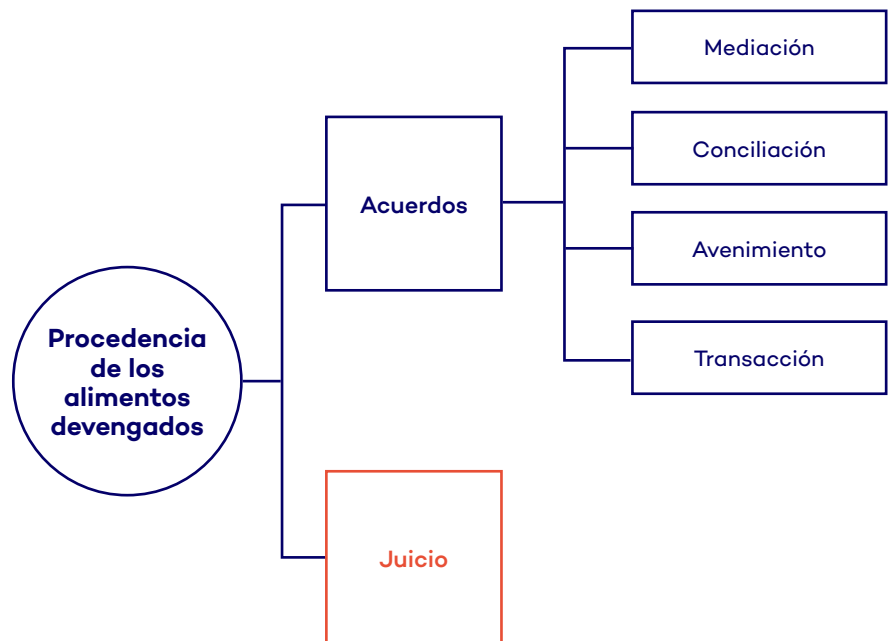 Procedencia
de los
alimentos
devengados
Acuerdos
Mediación
Conciliación
Avenimiento
Transacción
Juicio